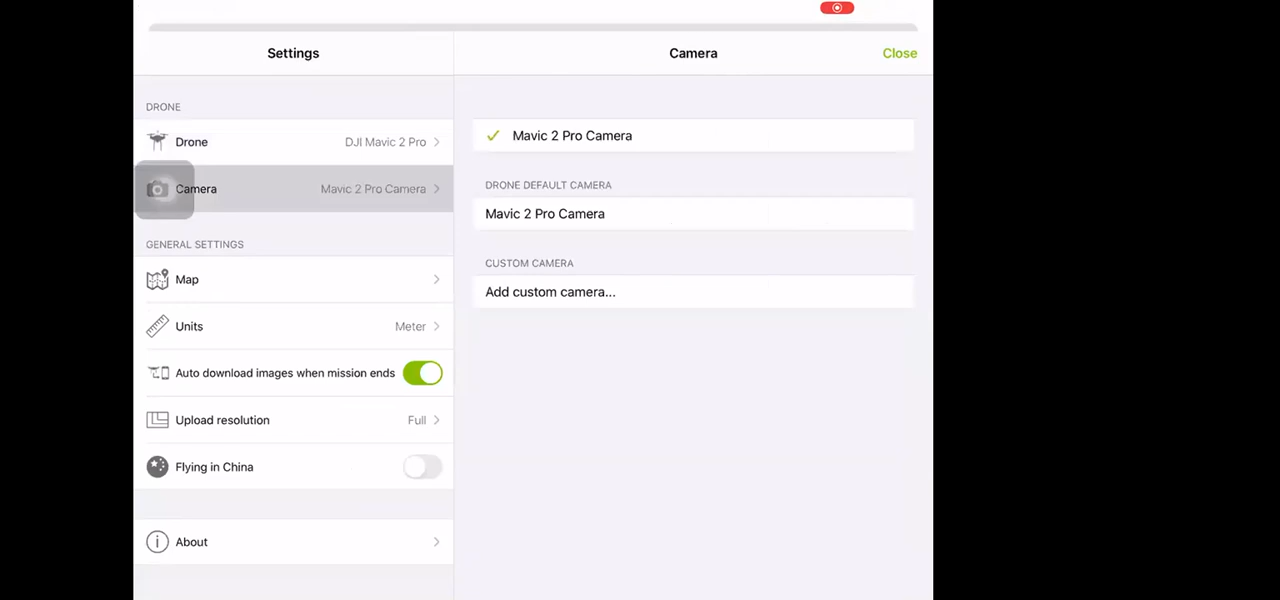 Settings
Camera
Close
DRONE
Drone
DJI Mavic 2 Pro
Camera
Mavic 2 Pro Camera
GENERAL SETTINGS
Map
Units
Meter
Auto download images when mission ends
Upload resolution
Full
Flying in China
About
Mavic 2 Pro Camera
DRONE DEFAULT CAMERA
Mavic 2 Pro Camera
CUSTOM CAMERA
Add custom camera...